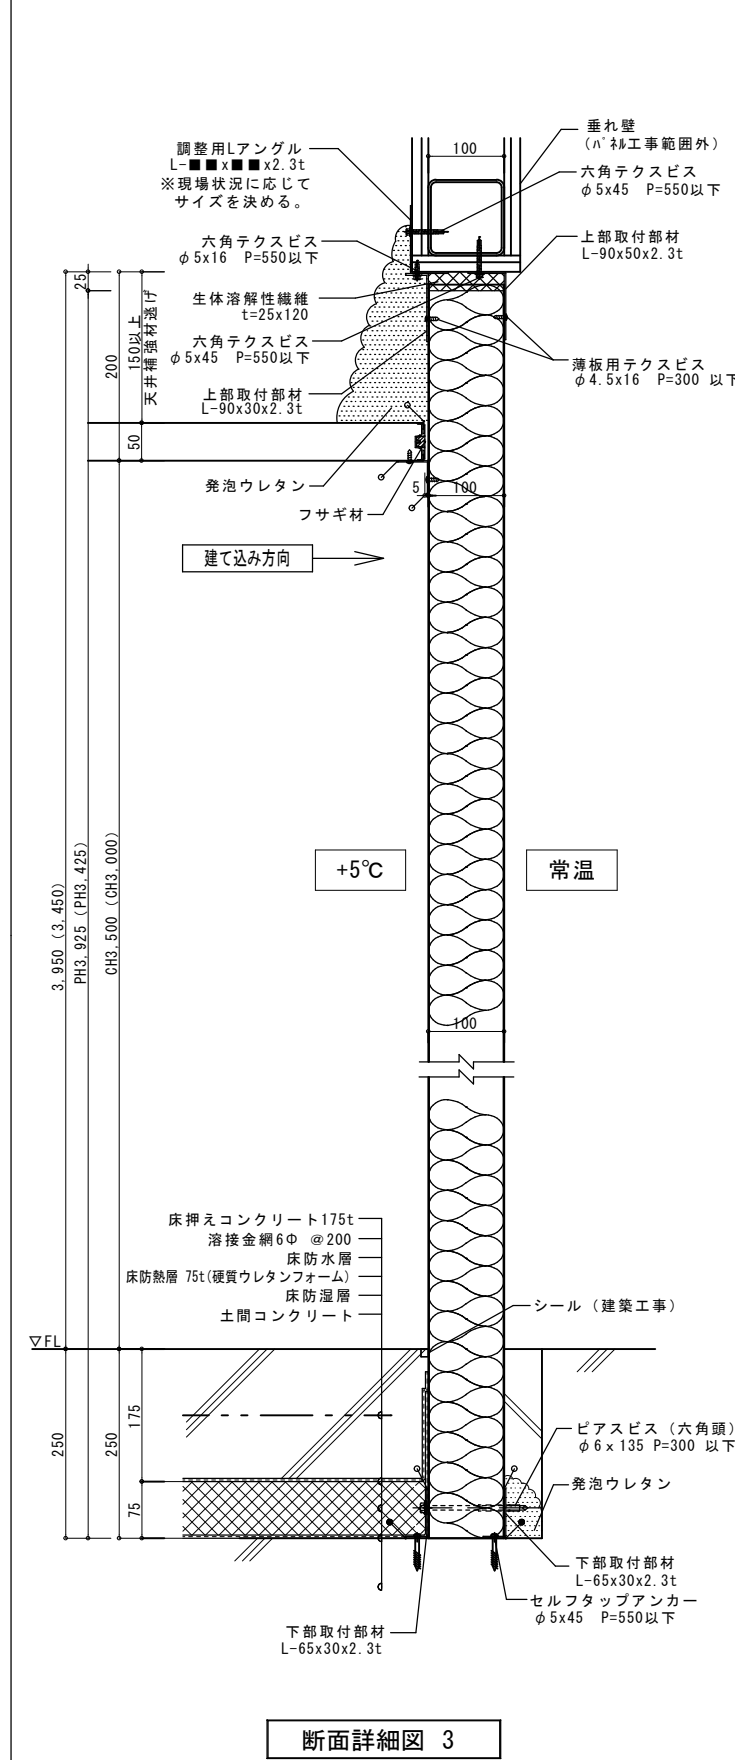 垂れ壁
(ﾊﾟﾈﾙ工事範囲外)
100
調整用Lアングル
L-■■x■■x2.3t
※現場状況に応じて
サイズを決める。
六角テクスビス
φ5x45 P=550以下
六角テクスビス
φ5x16 P=550以下
上部取付部材
L-90x50x2.3t
25
生体溶解性繊維
t=25x120
200
150以上
天井補強材逃げ
六角テクスビス
φ5x45 P=550以下
薄板用テクスビス
φ4.5x16 P=300 以下
上部取付部材
L-90x30x2.3t
50
発泡ウレタン
5
100
フサギ材
建て込み方向
+5℃
常温
3,950 (3,450)
PH3,925 (PH3,425)
CH3,500 (CH3,000)
100
床押えコンクリート175t
溶接金網6Φ @200
床防水層
床防熱層 75t(硬質ウレタンフォーム)
床防湿層
土間コンクリート
シール（建築工事）
▽FL
250
250
175
75
ピアスビス（六角頭）
φ6x135 P=300 以下
発泡ウレタン
下部取付部材
L-65x30x2.3t
セルフタップアンカー
φ5x45 P=550以下
下部取付部材
L-65x30x2.3t
断面詳細図 3